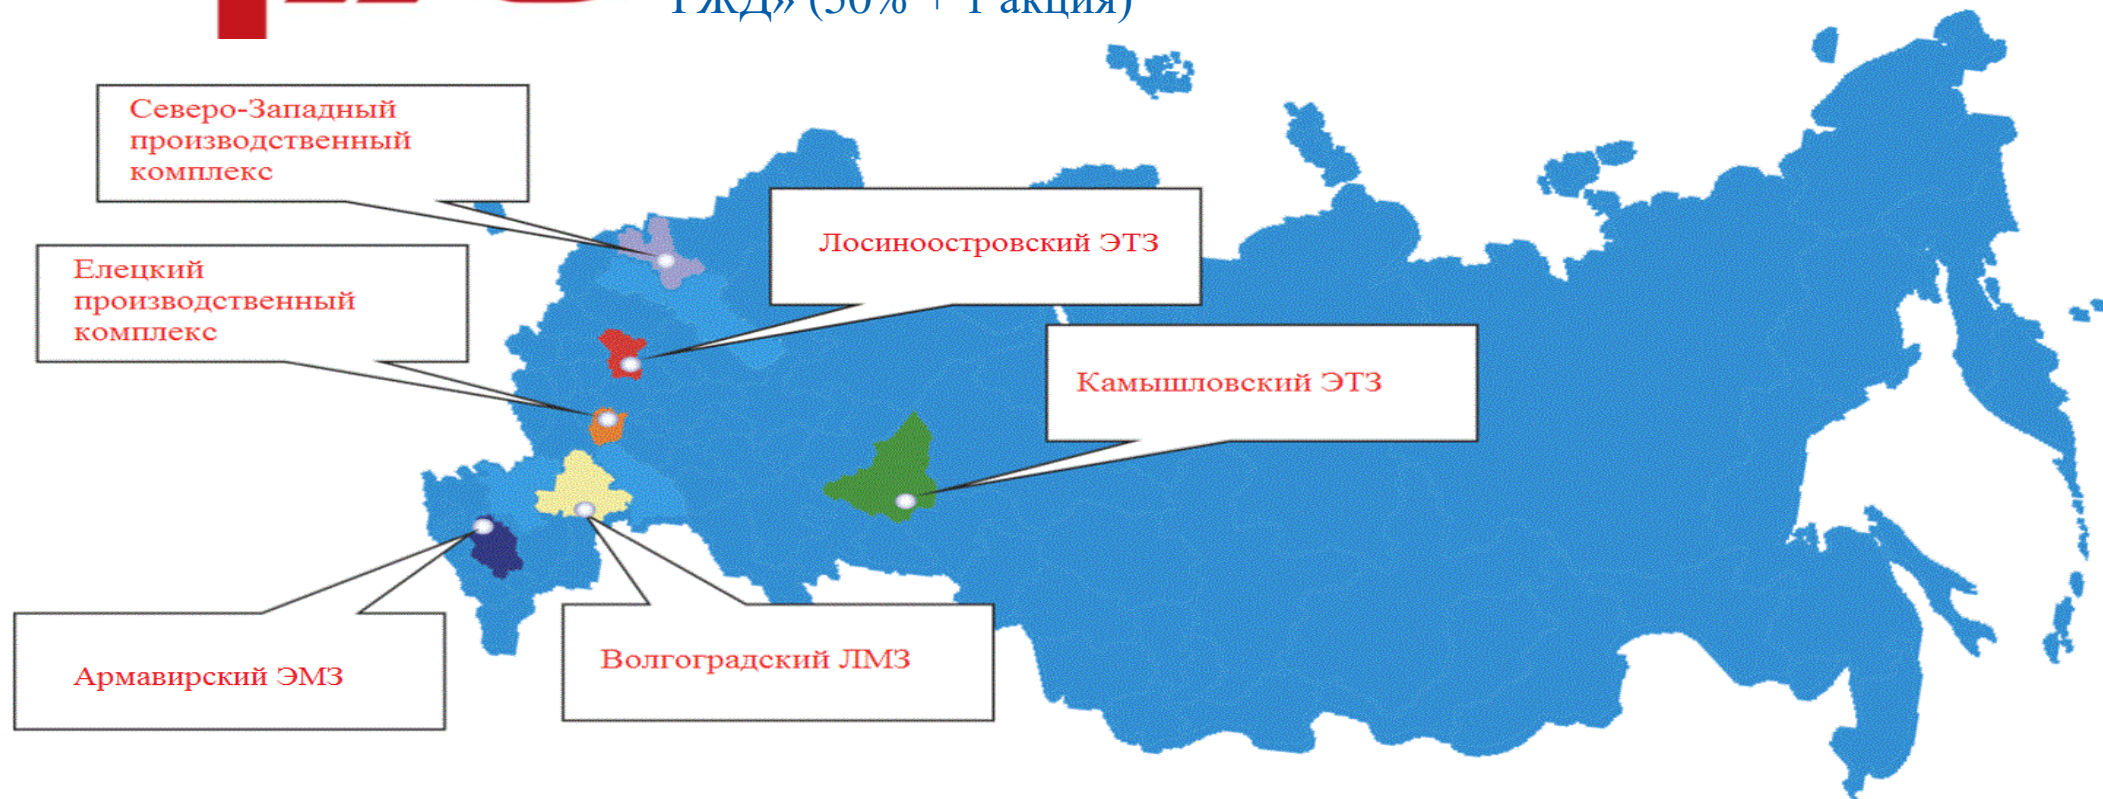 РЖД» (50% + 1 акция)
Северо-Западный
производственный
комплекс
Лосиноостровский ЭТЗ
Елецкий
производственный
комплекс
Камышловский ЭТЗ
Армавирский ЭМЗ
Волгоградский ЛМЗ